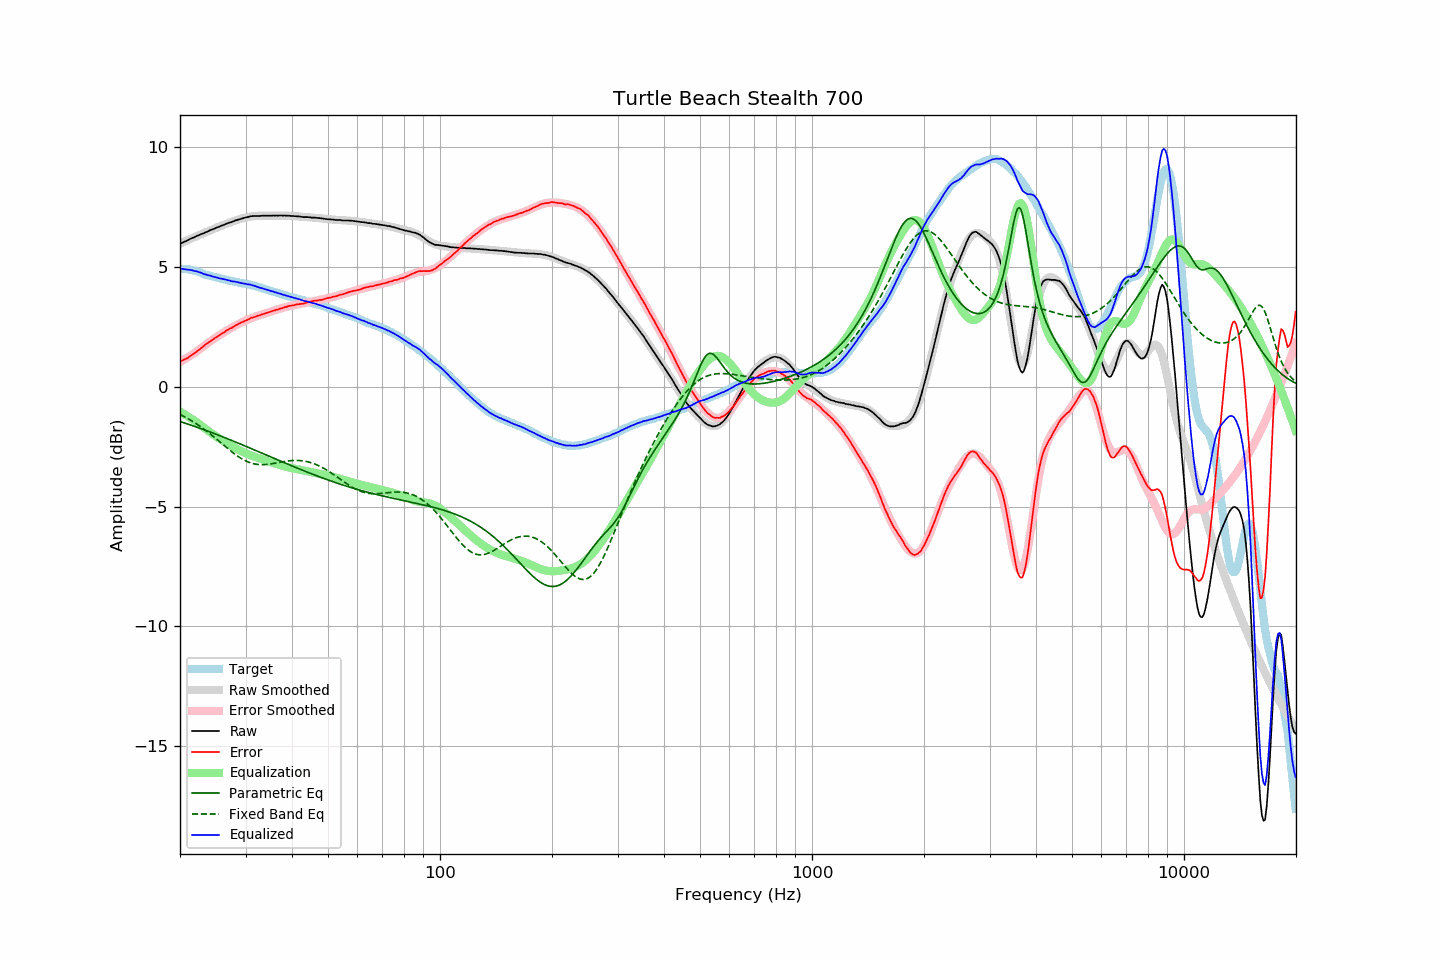 Turtle Beach Stealth 700
Amplitude (dBr)
10
5
0
−5
−10
−15
Target
Raw Smoothed
Error Smoothed
Raw
Error
Equalization
Parametric Eq
Fixed Band Eq
Equalized
100
1000
10000
Frequency (Hz)